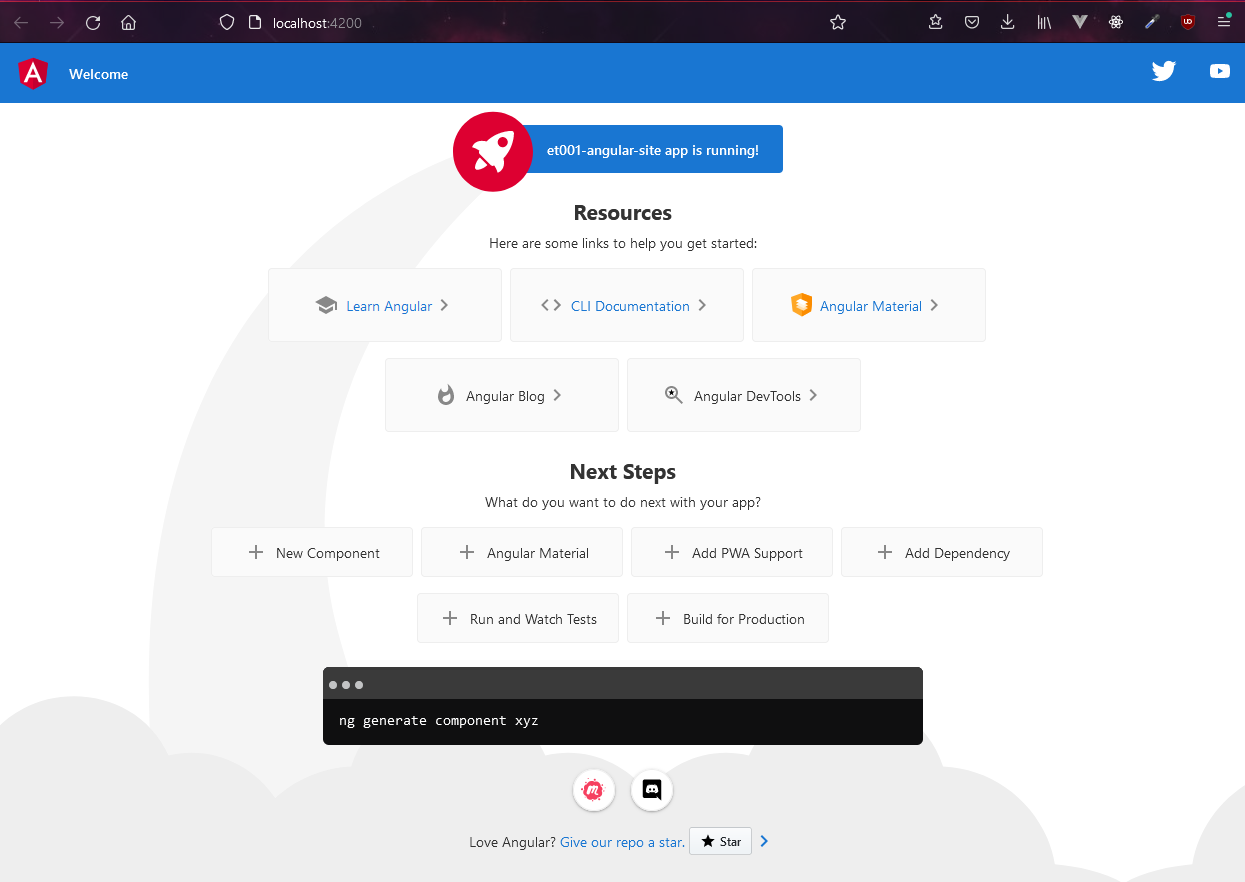 localhost:4200
Welcome
et001-angular-site app is running!
Resources
Here are some links to help you get started:
Learn Angular
CLI Documentation
Angular Material
Angular Blog
Angular DevTools
Next Steps
What do you want to do next with your app?
New Component
Angular Material
Add PWA Support
Add Dependency
Run and Watch Tests
Build for Production
ng generate component xyz
Love Angular? Give our repo a star. Star